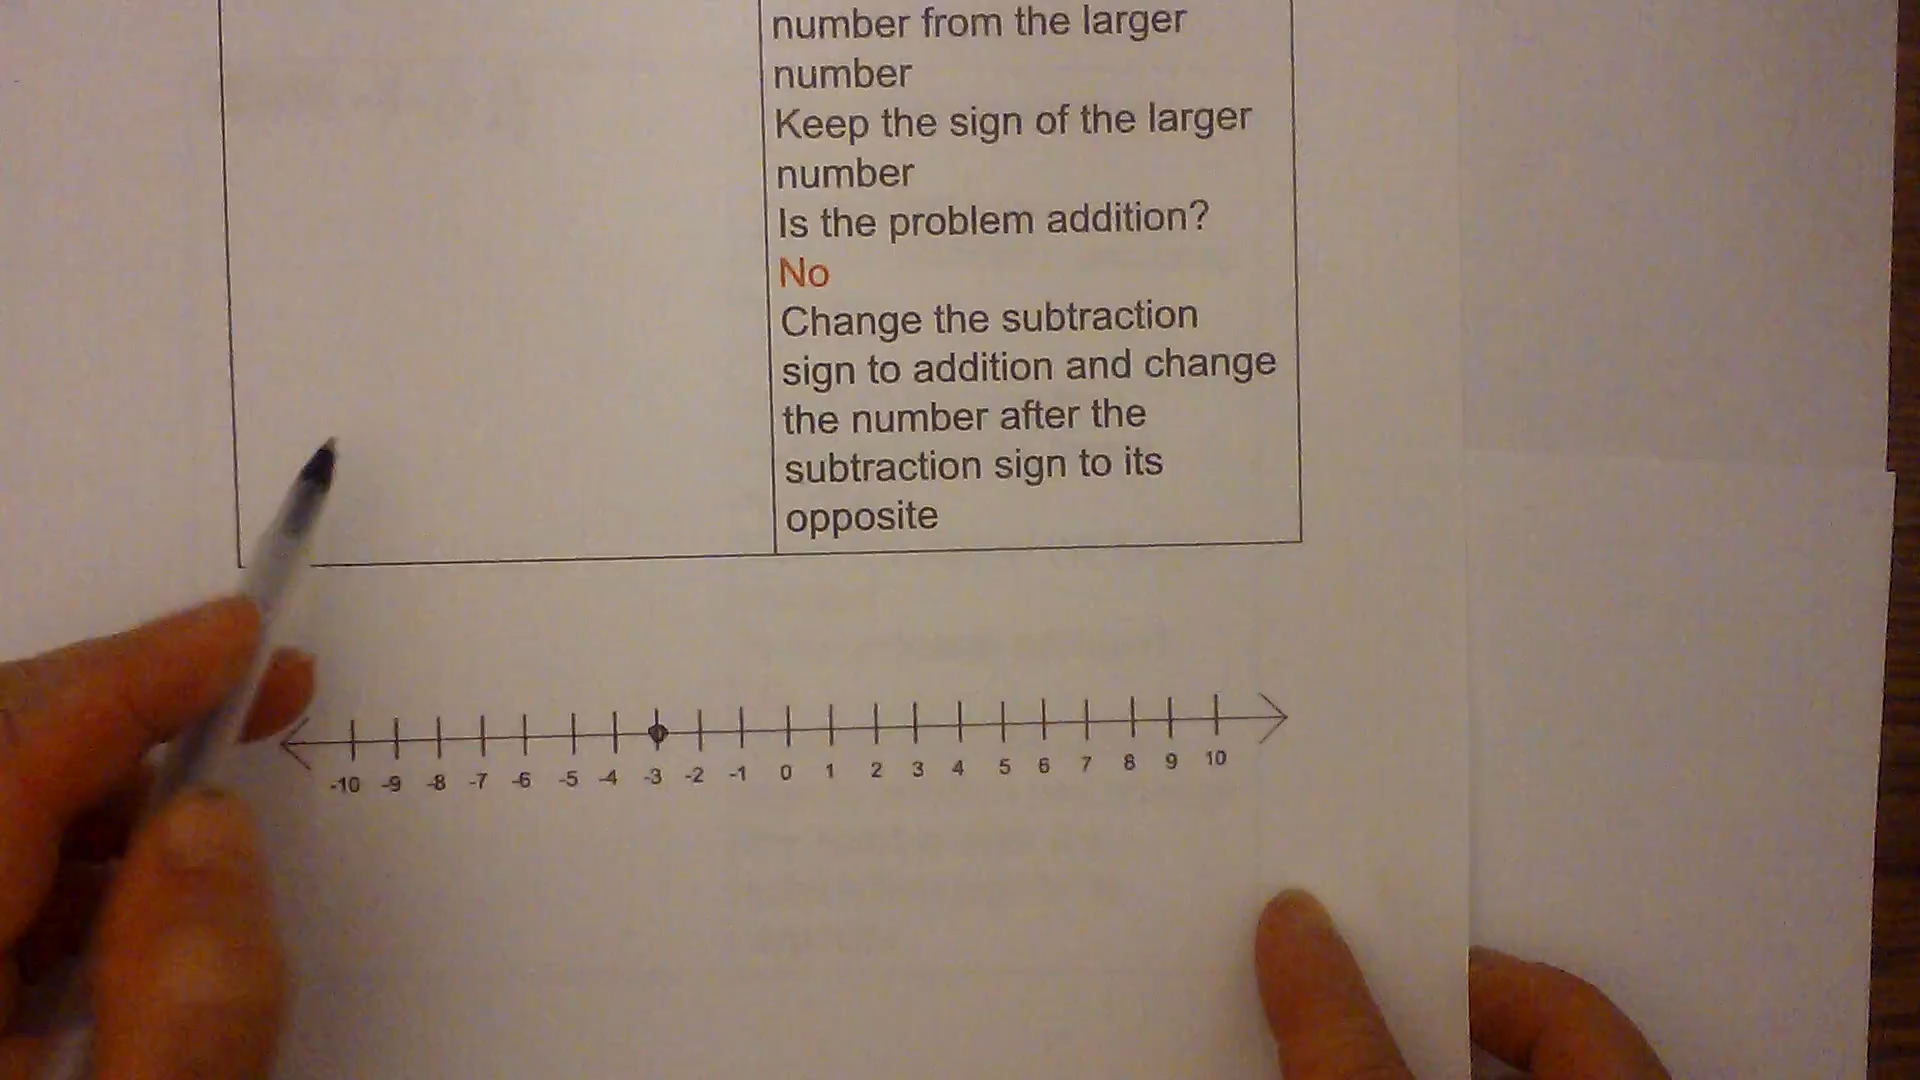 number from the larger
number
Keep the sign of the larger
number
Is the problem addition?
No
Change the subtraction
sign to addition and change
the number after the
subtraction sign to its
opposite
-10 -9 -8 -7 -6 -5 -4 -3 -2 -1 0 1 2 3 4 5 6 7 8 9 10